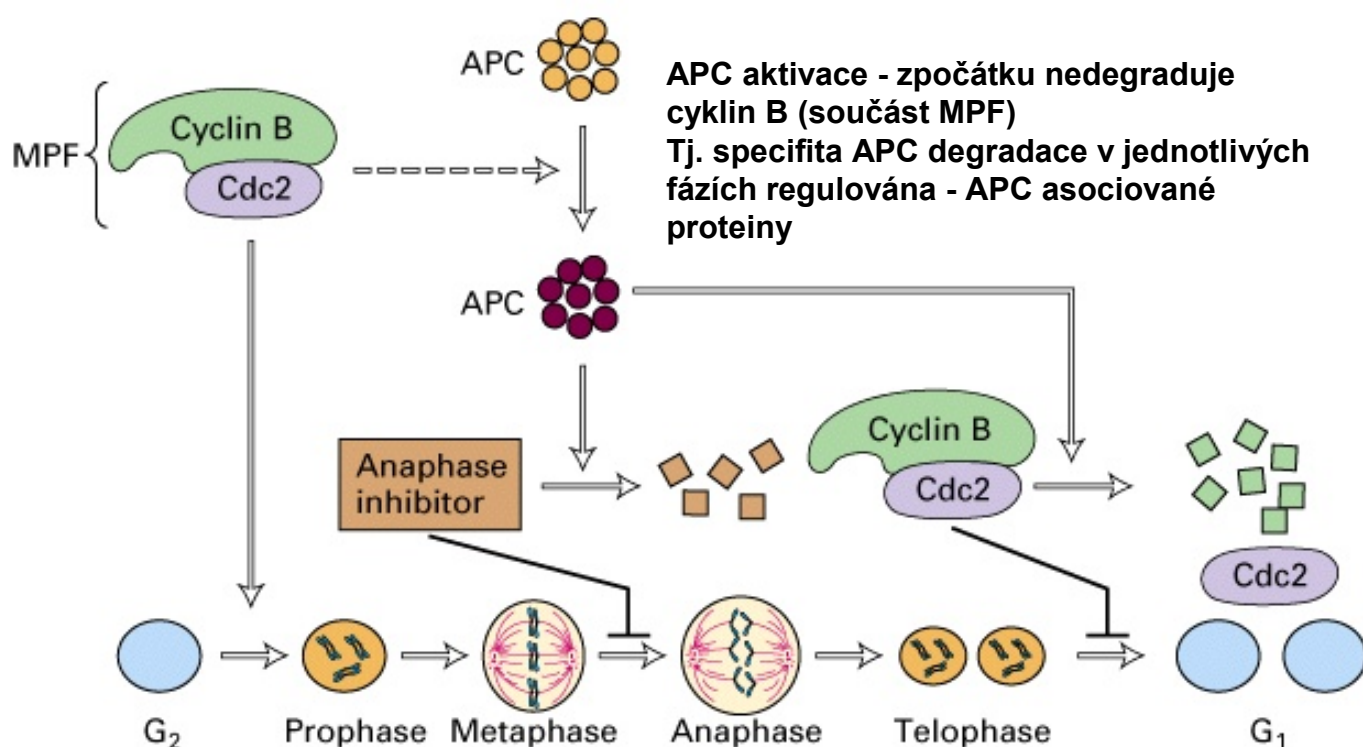 APC
APC aktivace - zpočátku nedegraduje
cyklin B (součást MPF)
Tj. specifita APC degradace v jednotlivých
fázích regulována - APC asociované
proteiny
MPF
Cyclin B
Cdc2
APC
Anaphase
inhibitor
Cyclin B
Cdc2
Cdc2
G₂ Prophase Metaphase Anaphase Telophase G₁